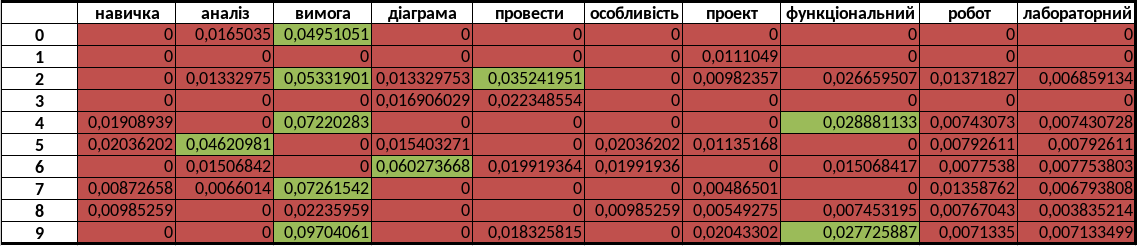 навичка аналіз вимога діаграма провести особливість проект функціональний робот лабораторний
0 0 0,0165035 0,04951051 0 0 0 0 0 0 0
1 0 0 0 0 0 0 0,0111049 0 0 0
2 0 0,01332975 0,05331901 0,013329753 0,035241951 0 0,00982357 0,026659507 0,01371827 0,006859134
3 0 0 0 0,016906029 0,022348554 0 0 0 0 0
4 0,01908939 0 0,07220283 0 0 0 0 0,028881133 0,00743073 0,007430728
5 0,02036202 0,04620981 0 0,015403271 0 0,02036202 0,01135168 0 0,00792611 0,00792611
6 0 0,01506842 0 0,060273668 0,019919364 0,01991936 0 0,015068417 0,0077538 0,007753803
7 0,00872658 0,0066014 0,07261542 0 0 0 0,00486501 0 0,01358762 0,006793808
8 0,00985259 0 0,02235959 0 0 0,00985259 0,00549275 0,007453195 0,00767043 0,003835214
9 0 0 0,09704061 0 0,018325815 0 0,02043302 0,027725887 0,0071335 0,007133499